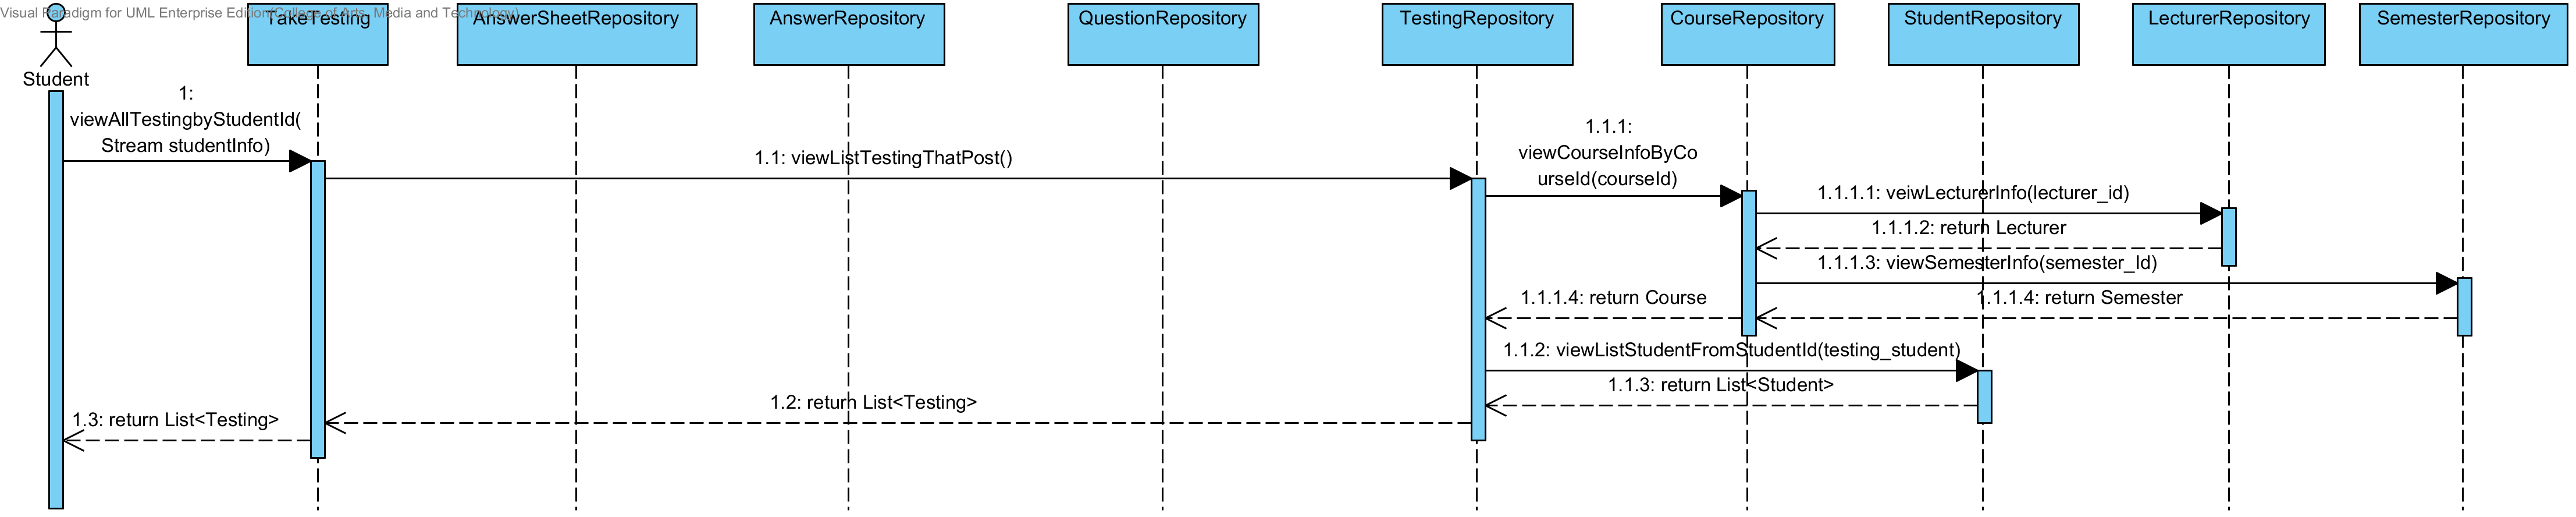 Visual Paradigm for UML Enterprise Edition(College of Arts, Media and Technology)
TakeTesting
AnswerSheetRepository
AnswerRepository
QuestionRepository
TestingRepository
CourseRepository
StudentRepository
LecturerRepository
SemesterRepository
Student
1:
viewAllTestingbyStudentId(
Stream studentInfo)
1.1: viewListTestingThatPost()
1.1.1:
viewCourseInfoByCo
urseId(courseId)
1.1.1.1: veiwLecturerInfo(lecturer_id)
1.1.1.2: return Lecturer
1.1.1.3: viewSemesterInfo(semester_Id)
1.1.1.4: return Course
1.1.1.4: return Semester
1.1.2: viewListStudentFromStudentId(testing_student)
1.1.3: return List<Student>
1.2: return List<Testing>
1.3: return List<Testing>